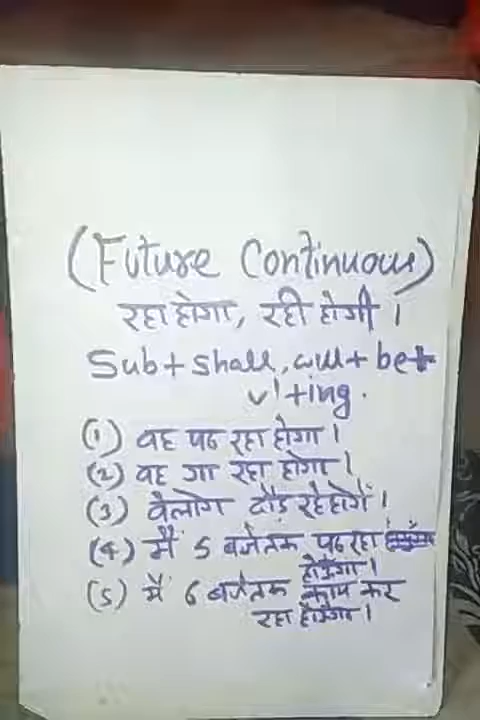 (Future Continuous)
रहा होगा, रही होगी ।
Sub + shall, will + be +
v¹ + ing.
(1) वह पढ रहा होगा ।
(2) वह गा रहा होगा ।
(3) वेलोग दौड़ रहेहोगें ।
(4) मैं 5 बजेतक पढ रहा
होऊँगा ।
(5) मैं 6 बजेतक काम कर
रहा होऊँगा ।